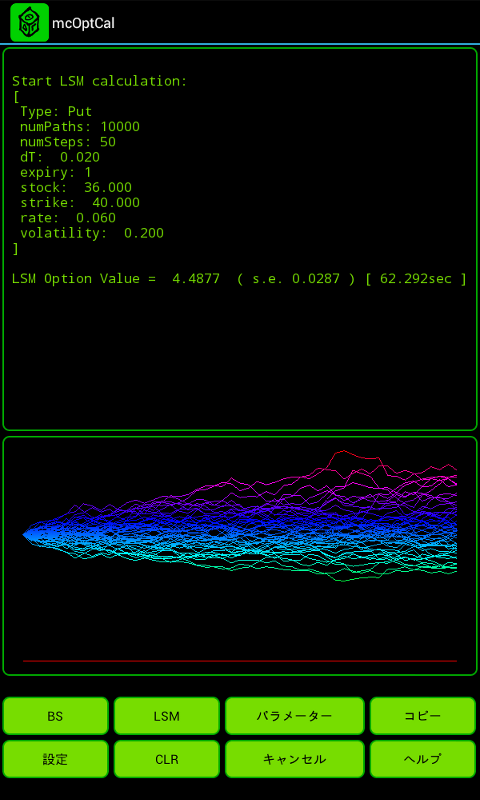 mcOptCal
Start LSM calculation:
[
Type: Put
numPaths: 10000
numSteps: 50
dT:  0.020
expiry: 1
stock:  36.000
strike:  40.000
rate:  0.060
volatility:  0.200
]
LSM Option Value =  4.4877  ( s.e. 0.0287 ) [ 62.292sec ]
BS
LSM
パラメーター
コピー
設定
CLR
キャンセル
ヘルプ